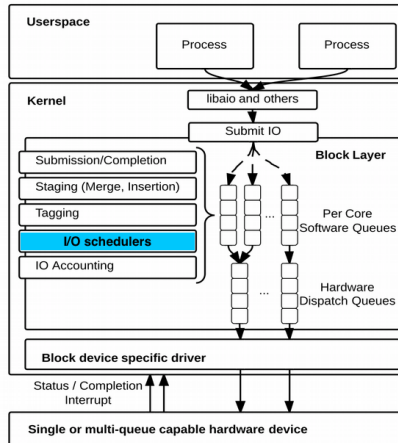 Userspace
Process
Process
Kernel
libaio and others
Submit IO
Block Layer
Submission/Completion
Staging (Merge, Insertion)
Tagging
I/O schedulers
IO Accounting
...
Per Core
Software Queues
...
Hardware
Dispatch Queues
Block device specific driver
Status / Completion
Interrupt
Single or multi-queue capable hardware device